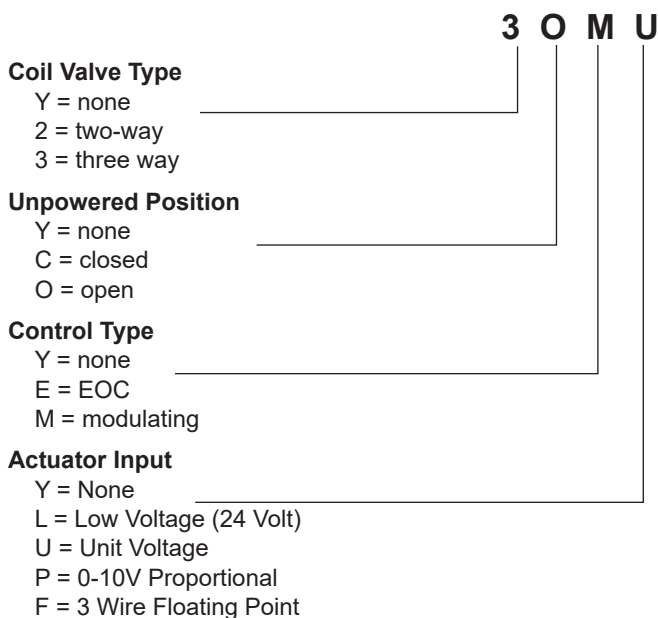 3 O M U
Coil Valve Type
Y = none
2 = two-way
3 = three way
Unpowered Position
Y = none
C = closed
O = open
Control Type
Y = none
E = EOC
M = modulating
Actuator Input
Y = None
L = Low Voltage (24 Volt)
U = Unit Voltage
P = 0-10V Proportional
F = 3 Wire Floating Point